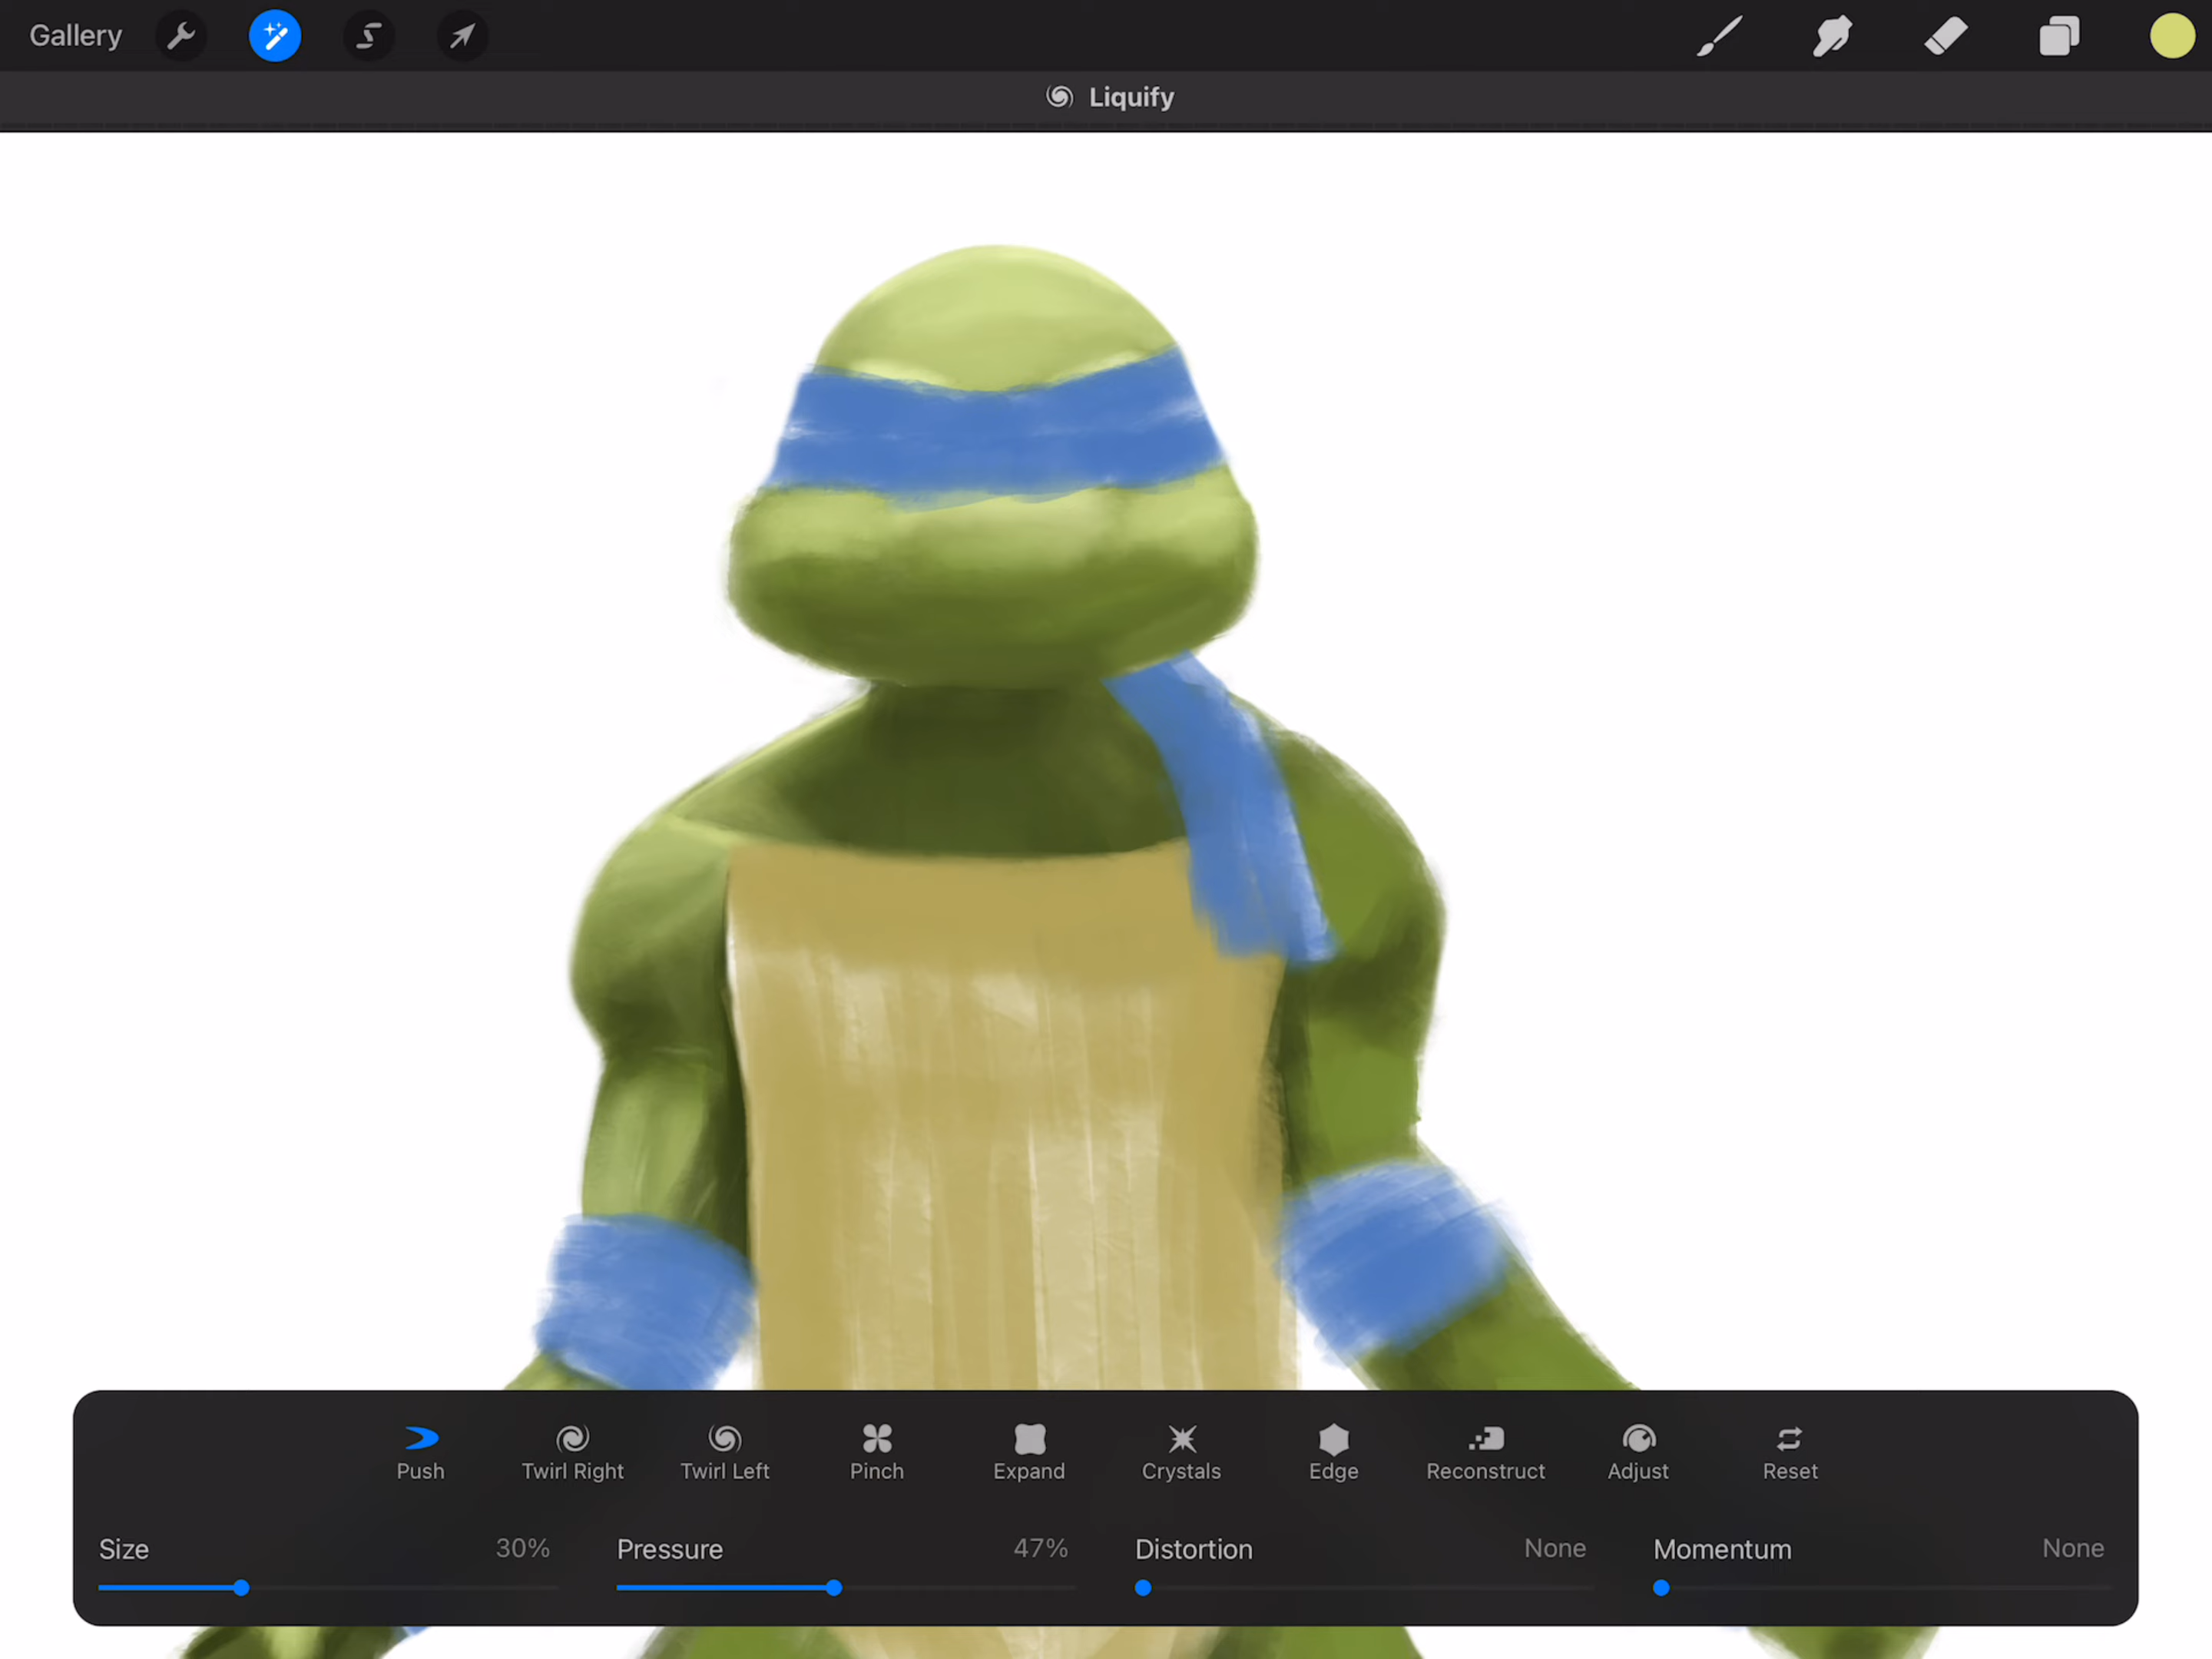 Gallery
Liquify
Push Twirl Right Twirl Left Pinch Expand Crystals Edge Reconstruct Adjust Reset
Size 30% Pressure 47% Distortion None Momentum None